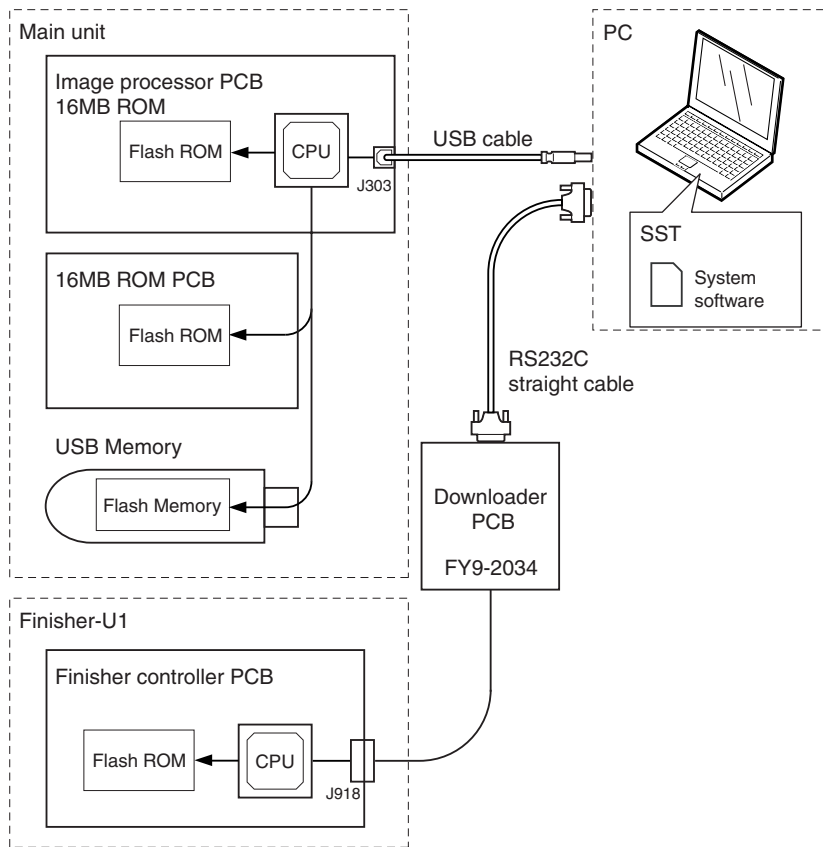 Main unit
Image processor PCB
16MB ROM
Flash ROM
CPU
J303
USB cable
PC
SST
System
software
16MB ROM PCB
Flash ROM
RS232C
straight cable
USB Memory
Flash Memory
Downloader
PCB
FY9-2034
Finisher-U1
Finisher controller PCB
Flash ROM
CPU
J918